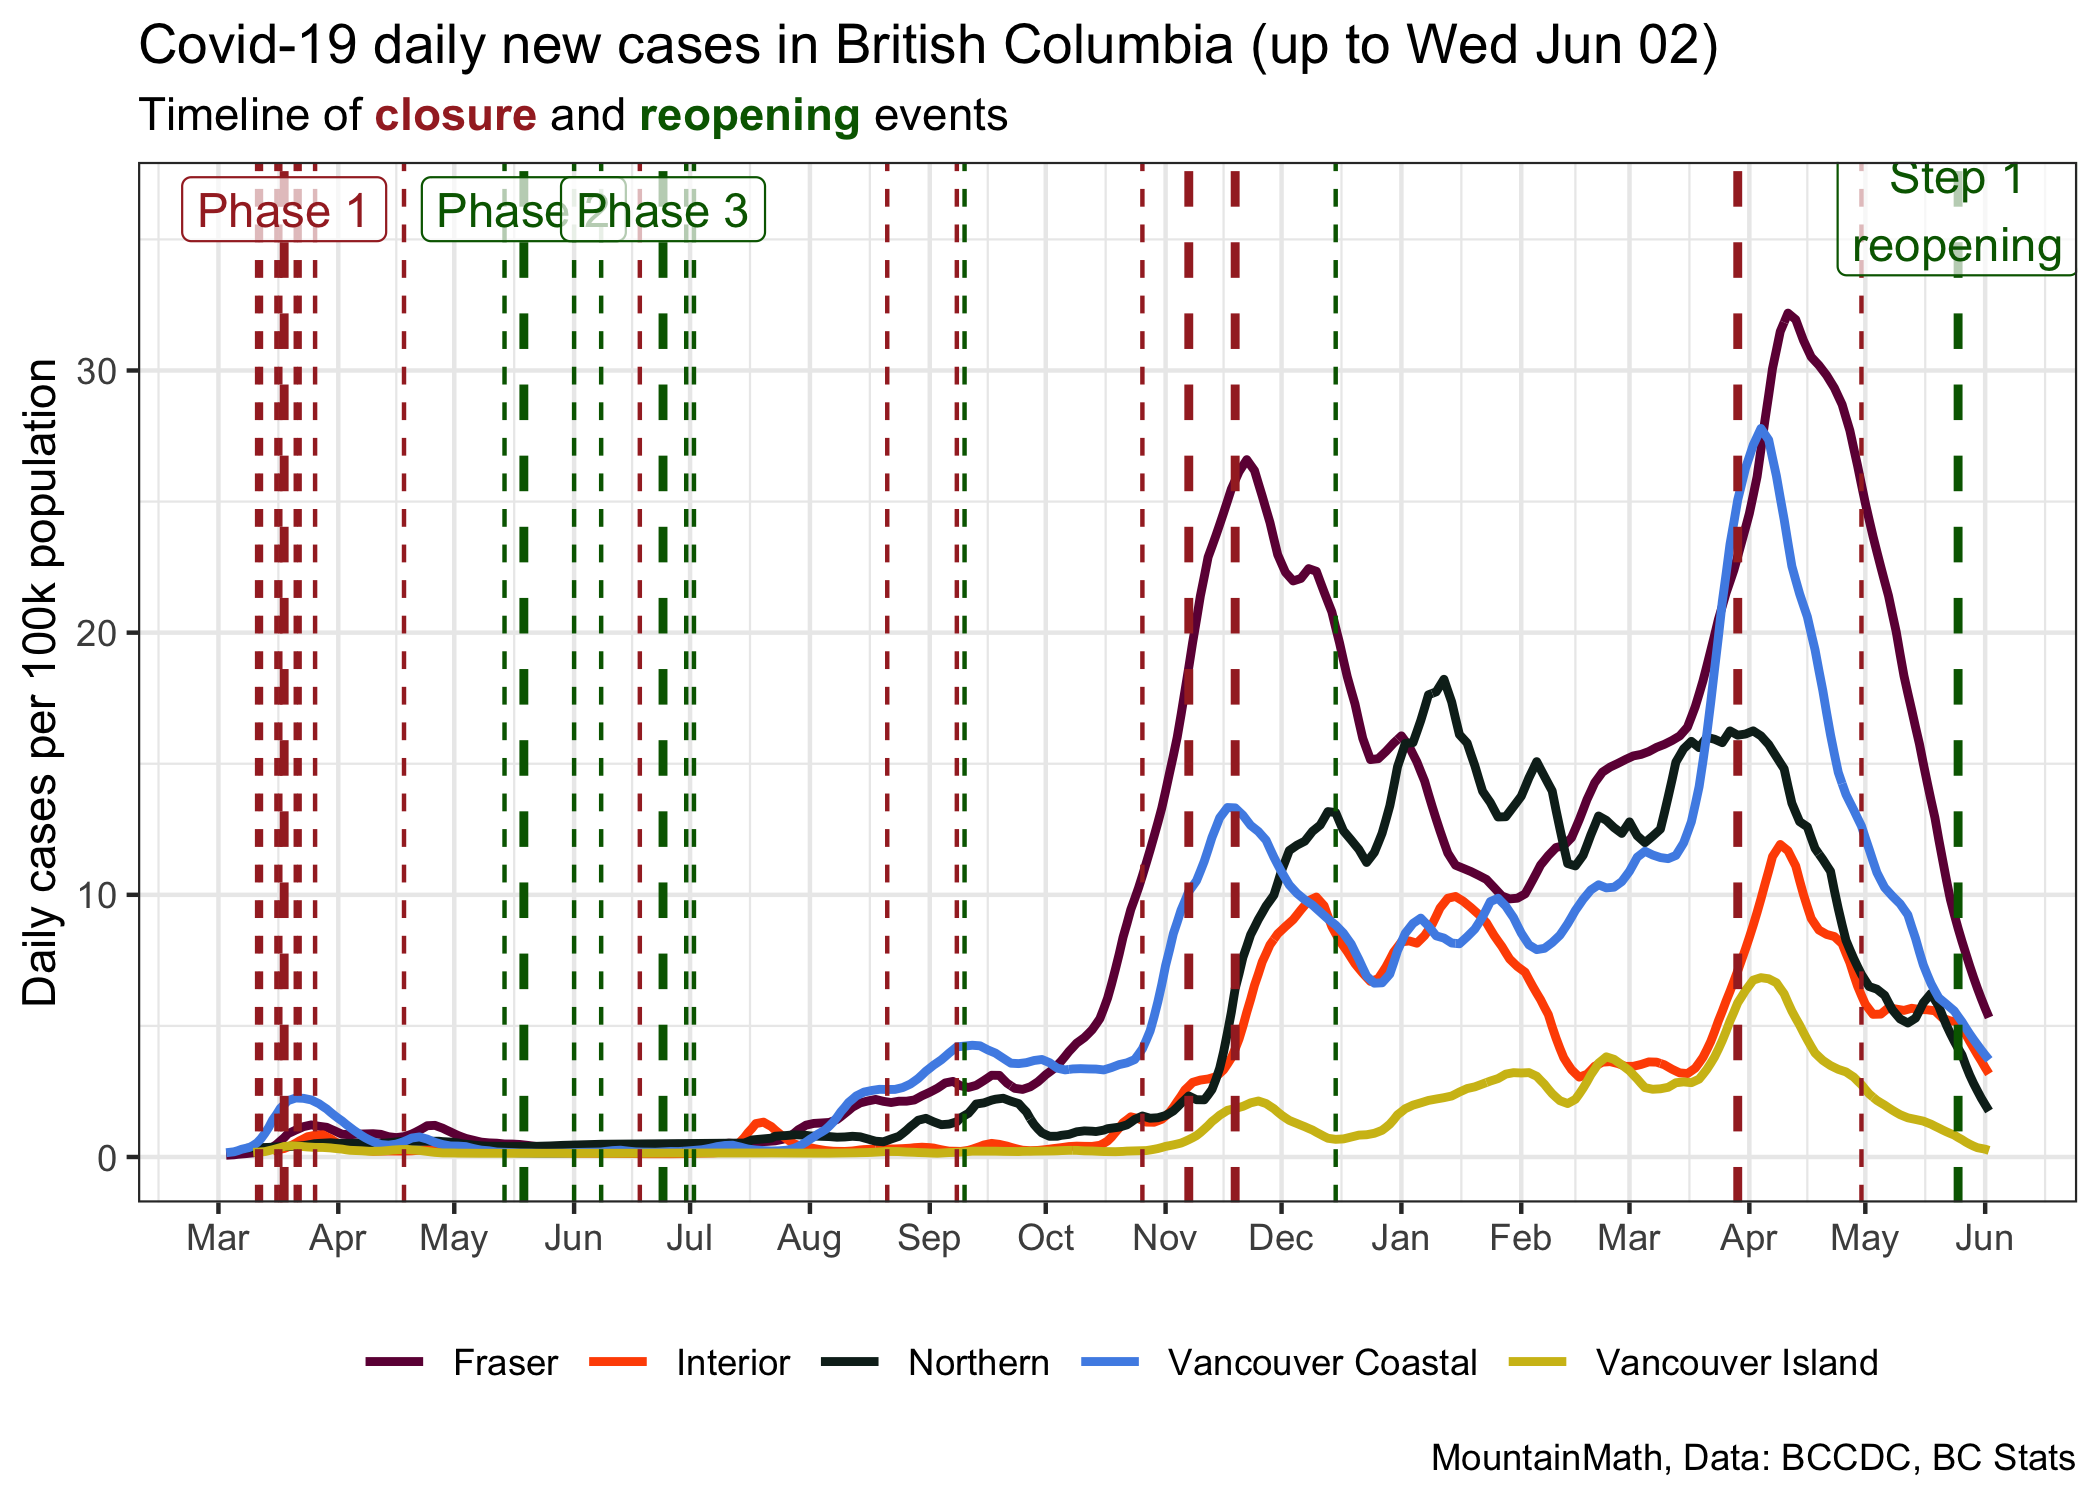 Covid-19 daily new cases in British Columbia (up to Wed Jun 02)
Timeline of closure and reopening events
Phase 1
Phase 2
Phase 3
Step 1
reopening
Daily cases per 100k population
30
20
10
0
Mar Apr May Jun Jul Aug Sep Oct Nov Dec Jan Feb Mar Apr May Jun
Fraser Interior Northern Vancouver Coastal Vancouver Island
MountainMath, Data: BCCDC, BC Stats